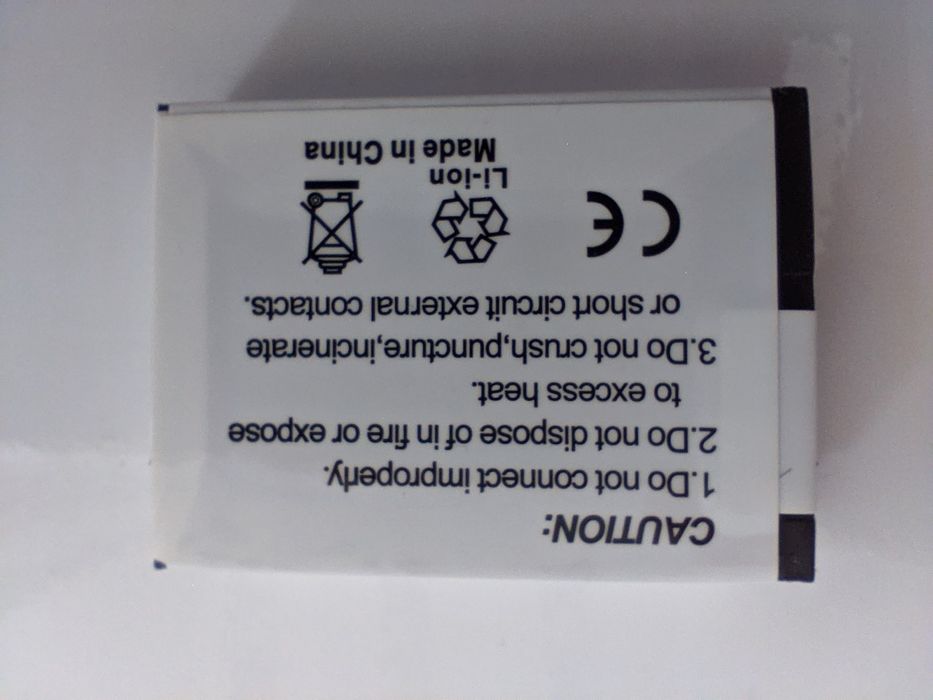 CAUTION:
1.Do not connect improperly.
2.Do not dispose of in fire or expose
to excess heat.
3.Do not crush,puncture,incinerate
or short circuit external contacts.
CE
Li-ion
Made in China